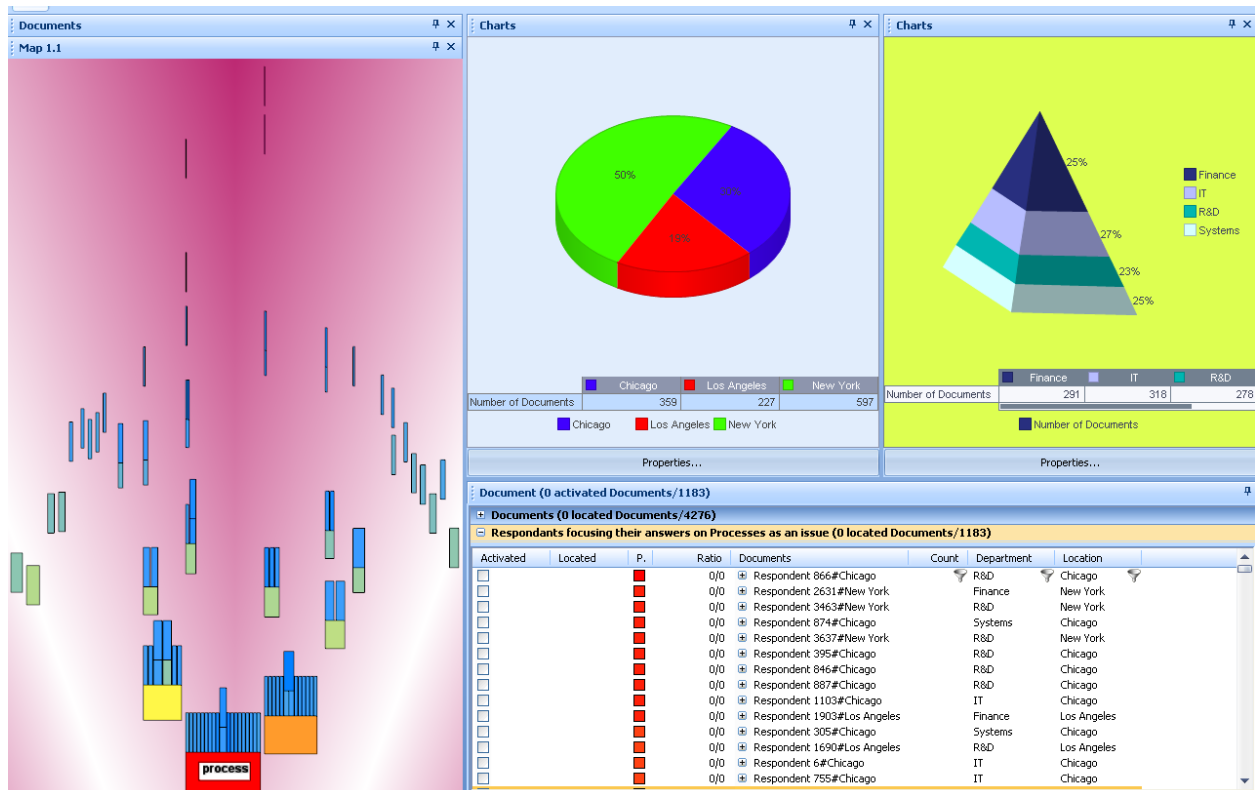 Documents
Map 1.1
process
Charts
50%
30%
19%
Chicago Los Angeles New York
Number of Documents 359 227 597
Chicago Los Angeles New York
Properties...
Charts
25%
27%
23%
25%
Finance
IT
R&D
Systems
Finance IT R&D
Number of Documents 291 318 278
Number of Documents
Properties...
Document (0 activated Documents/1183)
Documents (0 located Documents/4276)
Respondants focusing their answers on Processes as an issue (0 located Documents/1183)
Activated Located P. Ratio Documents Count Department Location
0/0 Respondent 866#Chicago R&D Chicago
0/0 Respondent 2631#New York Finance New York
0/0 Respondent 3463#New York R&D New York
0/0 Respondent 874#Chicago Systems Chicago
0/0 Respondent 3637#New York R&D New York
0/0 Respondent 395#Chicago R&D Chicago
0/0 Respondent 846#Chicago R&D Chicago
0/0 Respondent 887#Chicago R&D Chicago
0/0 Respondent 1103#Chicago IT Chicago
0/0 Respondent 1903#Los Angeles Finance Los Angeles
0/0 Respondent 305#Chicago Systems Chicago
0/0 Respondent 1690#Los Angeles R&D Los Angeles
0/0 Respondent 6#Chicago IT Chicago
0/0 Respondent 755#Chicago IT Chicago